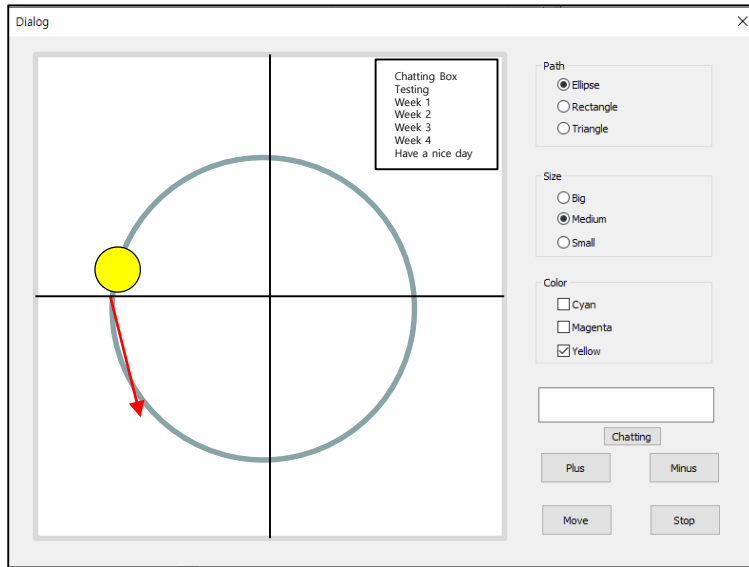 Dialog
Chatting Box
Testing
Week 1
Week 2
Week 3
Week 4
Have a nice day
Path
Ellipse
Rectangle
Triangle
Size
Big
Medium
Small
Color
Cyan
Magenta
Yellow
Chatting
Plus
Minus
Move
Stop